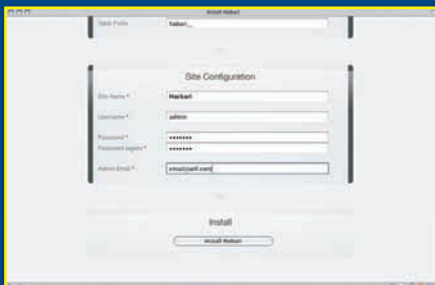 Install Habari
Table Prefix habari__
Site Configuration
Site Name *
Username * admin
Password *
Password (again) *
Admin Email *
Install
Install Habari